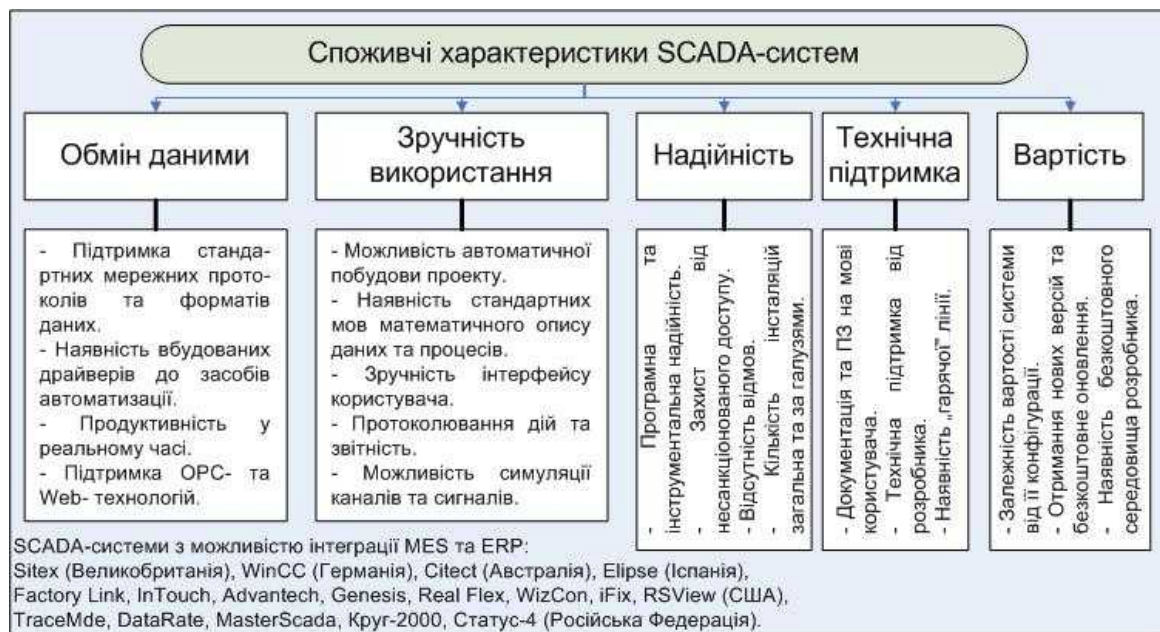 Споживчі характеристики SCADA-систем
Обмін даними
Зручність
використання
Надійність
Технічна
підтримка
Вартість
- Підтримка станда-
ртних мережних прото-
колів та форматів
даних.
- Наявність вбудованих
драйверів до засобів
автоматизації.
- Продуктивність у
реальному часі.
- Підтримка OPC- та
Web- технологій.
- Можливість автоматичної
побудови проекту.
- Наявність стандартних
мов математичного опису
даних та процесів.
- Зручність інтерфейсу
користувача.
- Протоколювання дій та
звітність.
- Можливість симуляції
каналів та сигналів.
- Програмна та
інструментальна надійність.
- Захист від
несанкціонованого доступу.
- Відсутність відмов.
- Кількість інсталяцій
загальна та за галузями.
- Документація та ПЗ на мові
користувача.
- Технічна підтримка від
розробника.
- Наявність „гарячої" лінії.
- Залежність вартості системи
від її конфігурації.
- Отримання нових версій та
безкоштовне оновлення.
- Наявність безкоштовного
середовища розробника.
SCADA-системи з можливістю інтеграції MES та ERP:
Sitex (Великобританія), WinCC (Германія), Citect (Австралія), Elipse (Іспанія),
Factory Link, InTouch, Advantech, Genesis, Real Flex, WizCon, iFix, RSView (США),
TraceMde, DataRate, MasterScada, Круг-2000, Статус-4 (Російська Федерація).